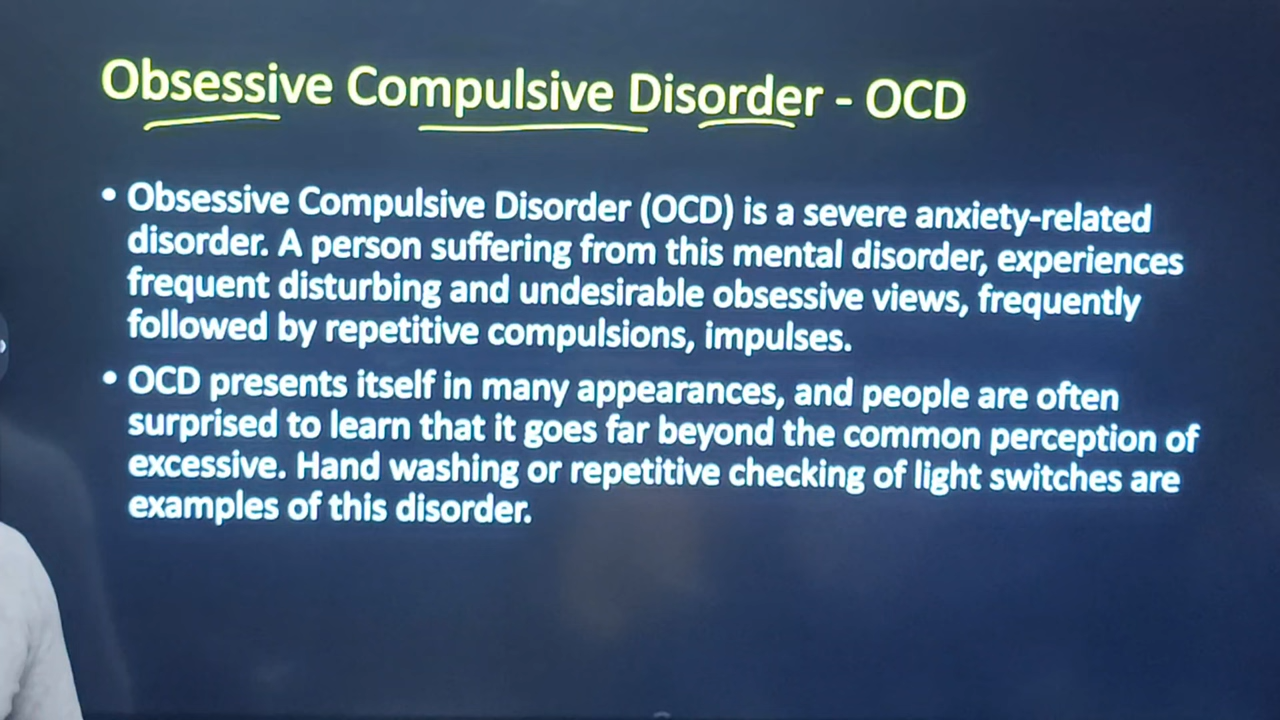 Obsessive Compulsive Disorder - OCD
• Obsessive Compulsive Disorder (OCD) is a severe anxiety-related
disorder. A person suffering from this mental disorder, experiences
frequent disturbing and undesirable obsessive views, frequently
followed by repetitive compulsions, impulses.
• OCD presents itself in many appearances, and people are often
surprised to learn that it goes far beyond the common perception of
excessive. Hand washing or repetitive checking of light switches are
examples of this disorder.